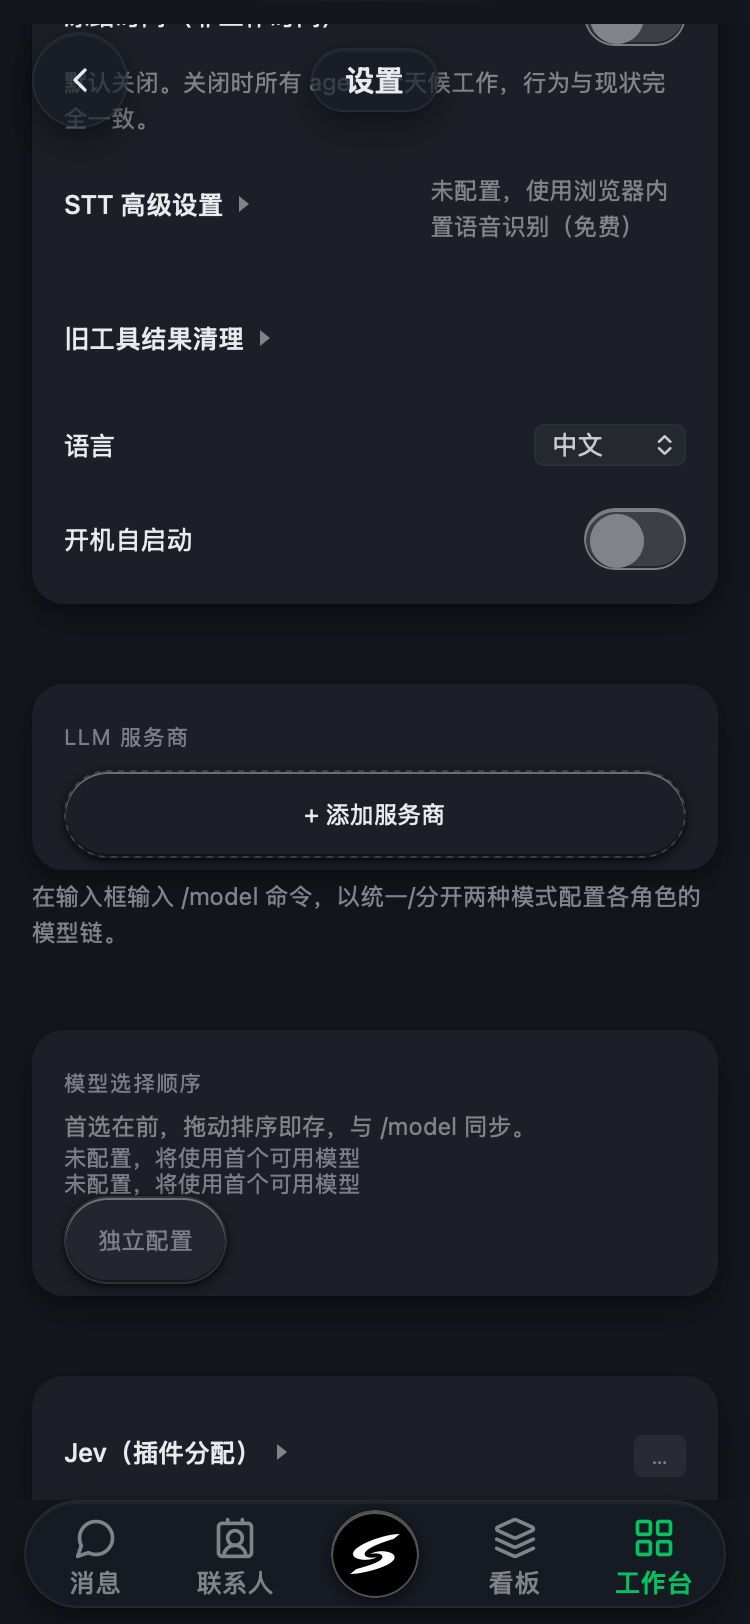 默认关闭。关闭时所有 age 天候工作，行为与现状完
全一致。
设置
STT 高级设置
未配置，使用浏览器内
置语音识别（免费）
旧工具结果清理
语言
中文
开机自启动
LLM 服务商
+ 添加服务商
在输入框输入 /model 命令，以统一/分开两种模式配置各角色的
模型链。
模型选择顺序
首选在前，拖动排序即存，与 /model 同步。
未配置，将使用首个可用模型
未配置，将使用首个可用模型
独立配置
Jev（插件分配）
...
消息
联系人
看板
工作台